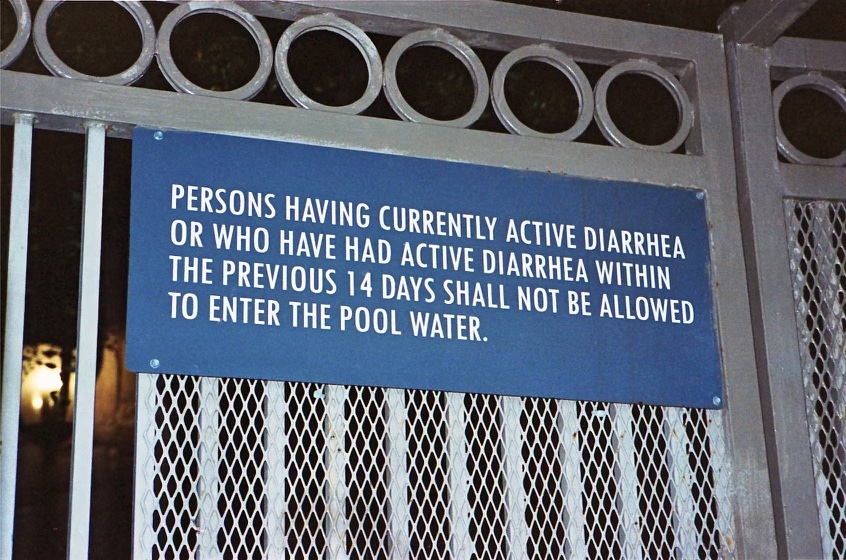 PERSONS HAVING CURRENTLY ACTIVE DIARRHEA
OR WHO HAVE HAD ACTIVE DIARRHEA WITHIN
THE PREVIOUS 14 DAYS SHALL NOT BE ALLOWED
TO ENTER THE POOL WATER.